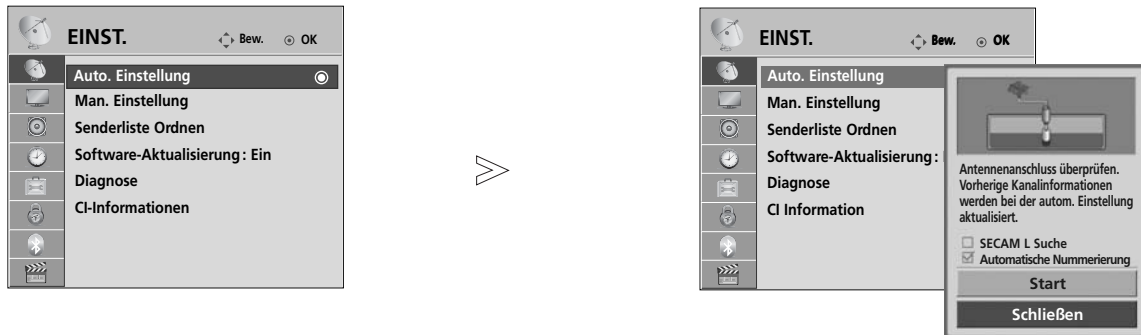 EINST.
Bew. OK
Auto. Einstellung
Man. Einstellung
Senderliste Ordnen
Software-Aktualisierung : Ein
Diagnose
CI-Informationen
EINST.
Bew. OK
Auto. Einstellung
Man. Einstellung
Senderliste Ordnen
Software-Aktualisierung :
Diagnose
CI Information
Antennenanschluss überprüfen.
Vorherige Kanalinformationen
werden bei der autom. Einstellung
aktualisiert.
SECAM L Suche
Automatische Nummerierung
Start
Schließen